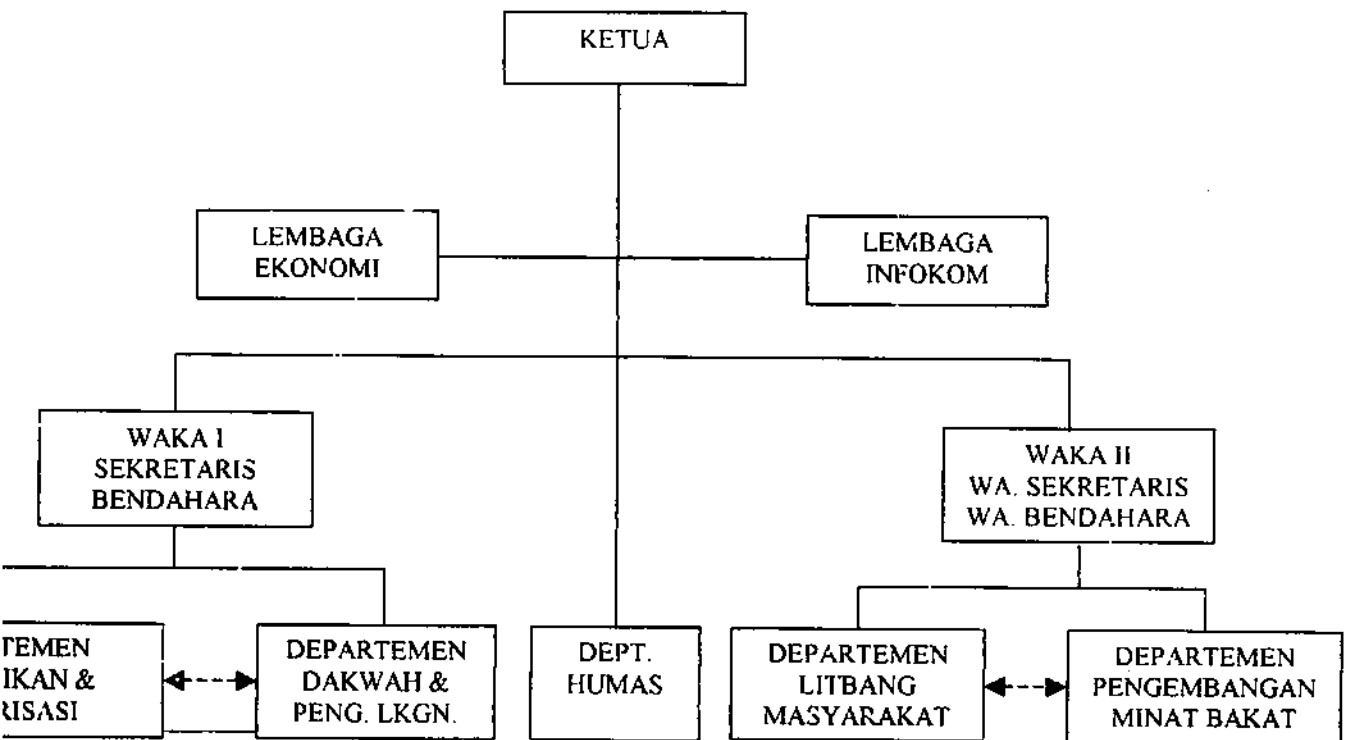 KETUA
LEMBAGA
EKONOMI
LEMBAGA
INFOKOM
WAKA I
SEKRETARIS
BENDAHARA
WAKA II
WA. SEKRETARIS
WA. BENDAHARA
TEMEN
IKAN &
RISASI
DEPARTEMEN
DAKWAH &
PENG. LKGN.
DEPT.
HUMAS
DEPARTEMEN
LITBANG
MASYARAKAT
DEPARTEMEN
PENGEMBANGAN
MINAT BAKAT